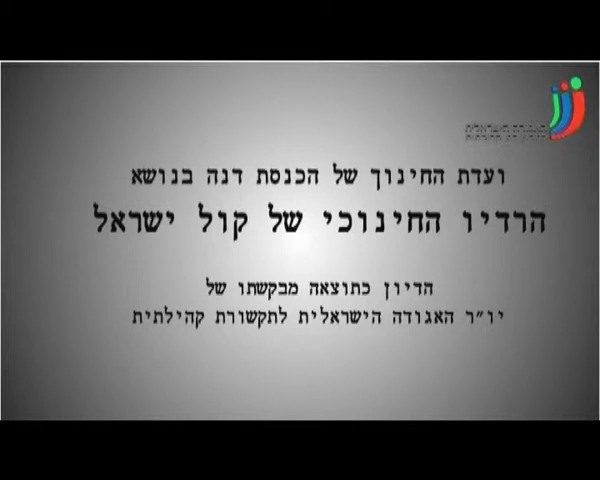 ועדת החינוך של הכנסת דנה בנושא
הרדיו החינוכי של קול ישראל
הדיון כתוצאה מבקשתו של
יו״ר האגודה הישראלית לתקשורת קהילתית